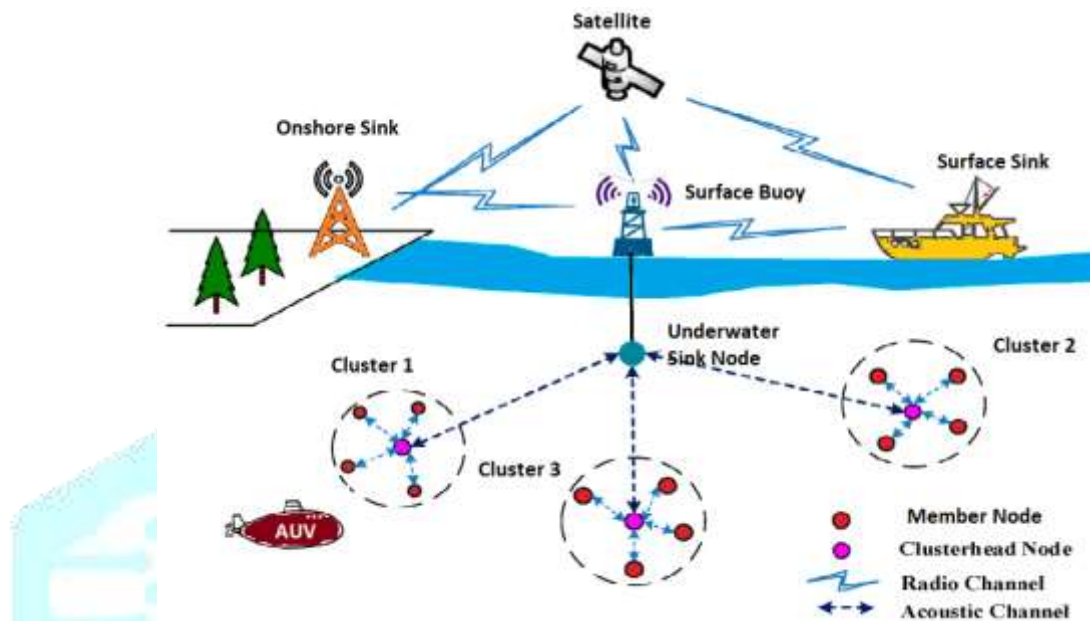 Satellite
Onshore Sink
Surface Sink
Surface Buoy
Underwater
Sink Node
Cluster 1
Cluster 2
Cluster 3
AUV
Member Node
Clusterhead Node
Radio Channel
Acoustic Channel